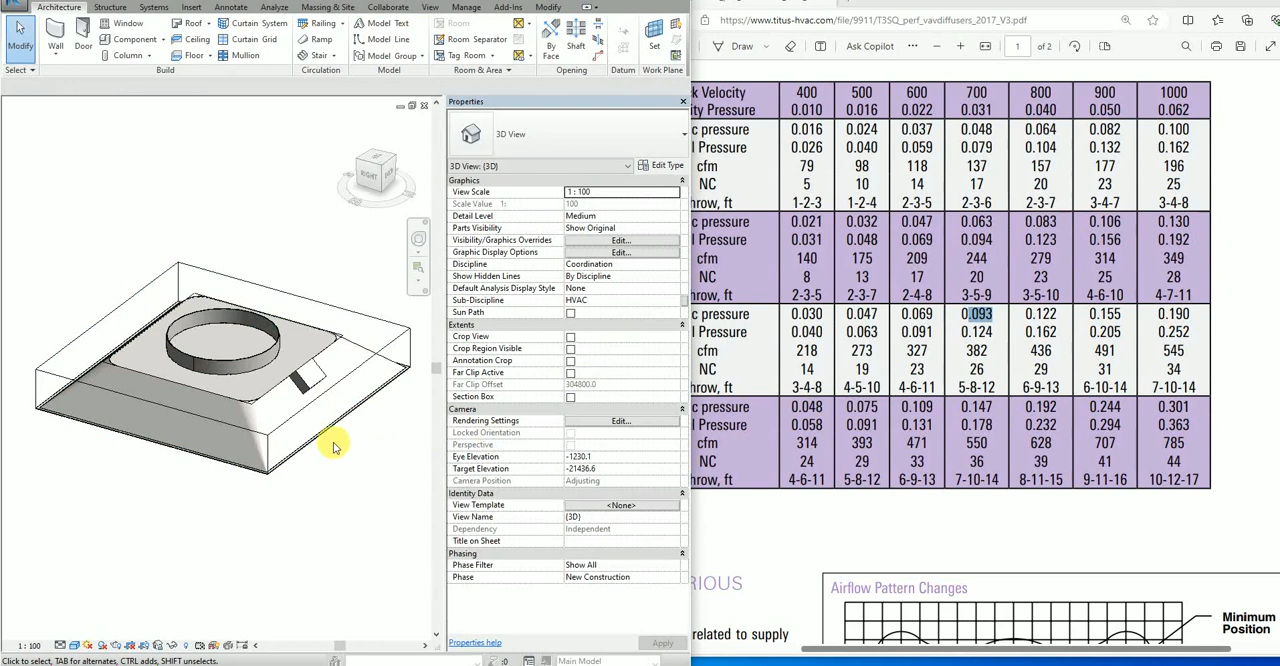 Architecture Structure Systems Insert Annotate Analyze Massing & Site Collaborate View Manage Add-Ins Modify
Modify
Wall
Door
Window
Component
Column
Roof
Ceiling
Floor
Curtain System
Curtain Grid
Mullion
Railing
Ramp
Stair
Model Text
Model Line
Model Group
Room
Room Separator
Tag Room
By Face
Shaft
Set
Select
Build
Circulation
Model
Room & Area
Opening
Datum
Work Plane
RIGHT
Properties
3D View
3D View: {3D}
Edit Type
Graphics
View Scale 1 : 100
Scale Value 1: 100
Detail Level Medium
Parts Visibility Show Original
Visibility/Graphics Overrides Edit...
Graphic Display Options Edit...
Discipline Coordination
Show Hidden Lines By Discipline
Default Analysis Display Style None
Sub-Discipline HVAC
Sun Path
Extents
Crop View
Crop Region Visible
Annotation Crop
Far Clip Active
Far Clip Offset 304800.0
Section Box
Camera
Rendering Settings Edit...
Locked Orientation
Perspective
Eye Elevation -1230.1
Target Elevation -21436.6
Camera Position Adjusting
Identity Data
View Template <None>
View Name {3D}
Dependency Independent
Title on Sheet
Phasing
Phase Filter Show All
Phase New Construction
Properties help
Apply
1 : 100
Click to select, TAB for alternates, CTRL adds, SHIFT unselects.
:0
Main Model
https://www.titus-hvac.com/file/9911/T3SQ_perf_vavdiffusers_2017_V3.pdf
Draw
Ask Copilot
1 of 2
k Velocity 400 500 600 700 800 900 1000
ity Pressure 0.010 0.016 0.022 0.031 0.040 0.050 0.062
c pressure 0.016 0.024 0.037 0.048 0.064 0.082 0.100
l Pressure 0.026 0.040 0.059 0.079 0.104 0.132 0.162
cfm 79 98 118 137 157 177 196
NC 5 10 14 17 20 23 25
hrow, ft 1-2-3 1-2-4 2-3-5 2-3-6 2-3-7 3-4-7 3-4-8
c pressure 0.021 0.032 0.047 0.063 0.083 0.106 0.130
l Pressure 0.031 0.048 0.069 0.094 0.123 0.156 0.192
cfm 140 175 209 244 279 314 349
NC 8 13 17 20 23 25 28
hrow, ft 2-3-5 2-3-7 2-4-8 3-5-9 3-5-10 4-6-10 4-7-11
c pressure 0.030 0.047 0.069 0.093 0.122 0.155 0.190
l Pressure 0.040 0.063 0.091 0.124 0.162 0.205 0.252
cfm 218 273 327 382 436 491 545
NC 14 19 23 26 29 31 34
hrow, ft 3-4-8 4-5-10 4-6-11 5-8-12 6-9-13 6-10-14 7-10-14
c pressure 0.048 0.075 0.109 0.147 0.192 0.244 0.301
l Pressure 0.058 0.091 0.131 0.178 0.232 0.294 0.363
cfm 314 393 471 550 628 707 785
NC 24 29 33 36 39 41 44
hrow, ft 4-6-11 5-8-12 6-9-13 7-10-14 8-11-15 9-11-16 10-12-17
RIOUS
related to supply
Airflow Pattern Changes
Minimum
Position